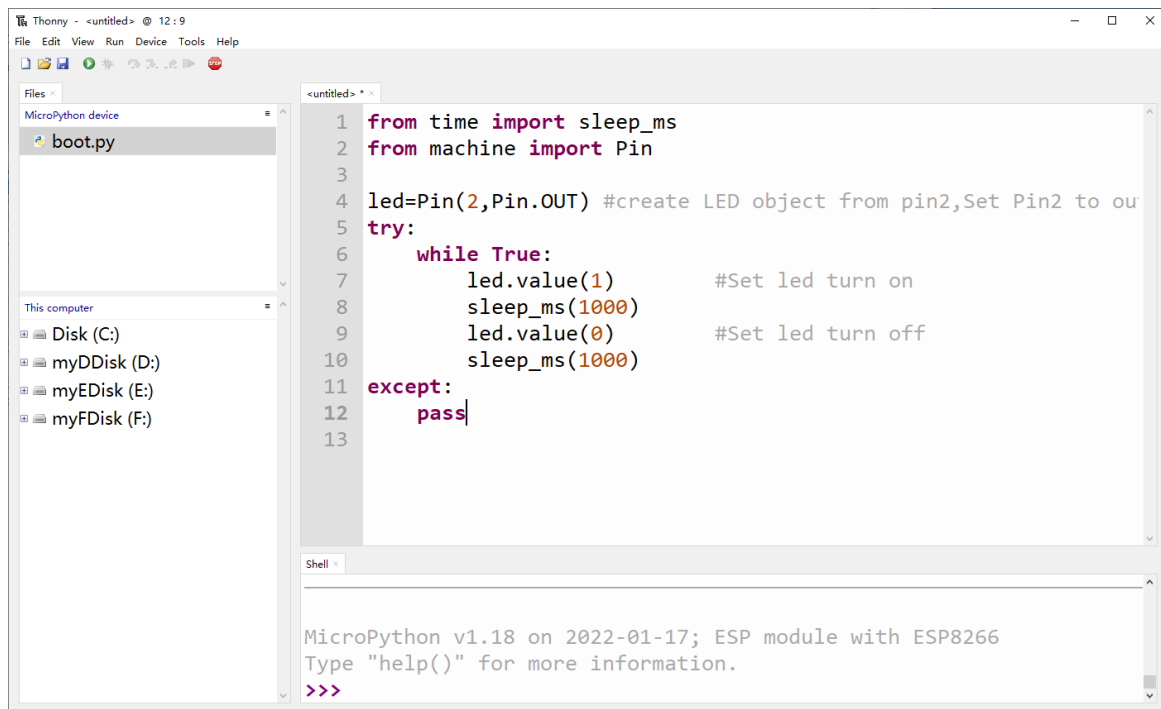 Thonny - <untitled> @ 12:9
File Edit View Run Device Tools Help
Files
MicroPython device
boot.py
This computer
Disk (C:)
myDDisk (D:)
myEDisk (E:)
myFDisk (F:)
<untitled> *
1 from time import sleep_ms
2 from machine import Pin
3
4 led=Pin(2,Pin.OUT) #create LED object from pin2,Set Pin2 to ou
5 try:
6     while True:
7         led.value(1)        #Set led turn on
8         sleep_ms(1000)
9         led.value(0)        #Set led turn off
10         sleep_ms(1000)
11 except:
12     pass
13
Shell
MicroPython v1.18 on 2022-01-17; ESP module with ESP8266
Type "help()" for more information.
>>>